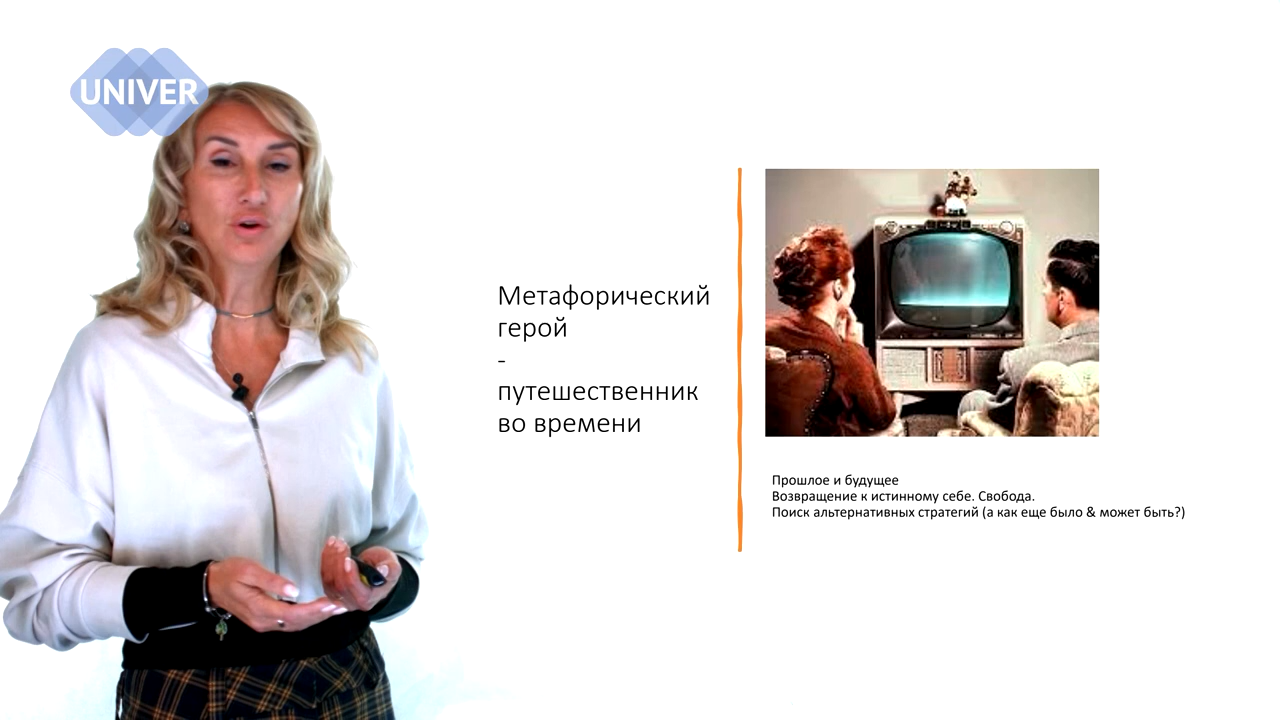 UNIVER
Метафорический
герой
-
путешественник
во времени
Прошлое и будущее
Возвращение к истинному себе. Свобода.
Поиск альтернативных стратегий (а как еще было & может быть?)